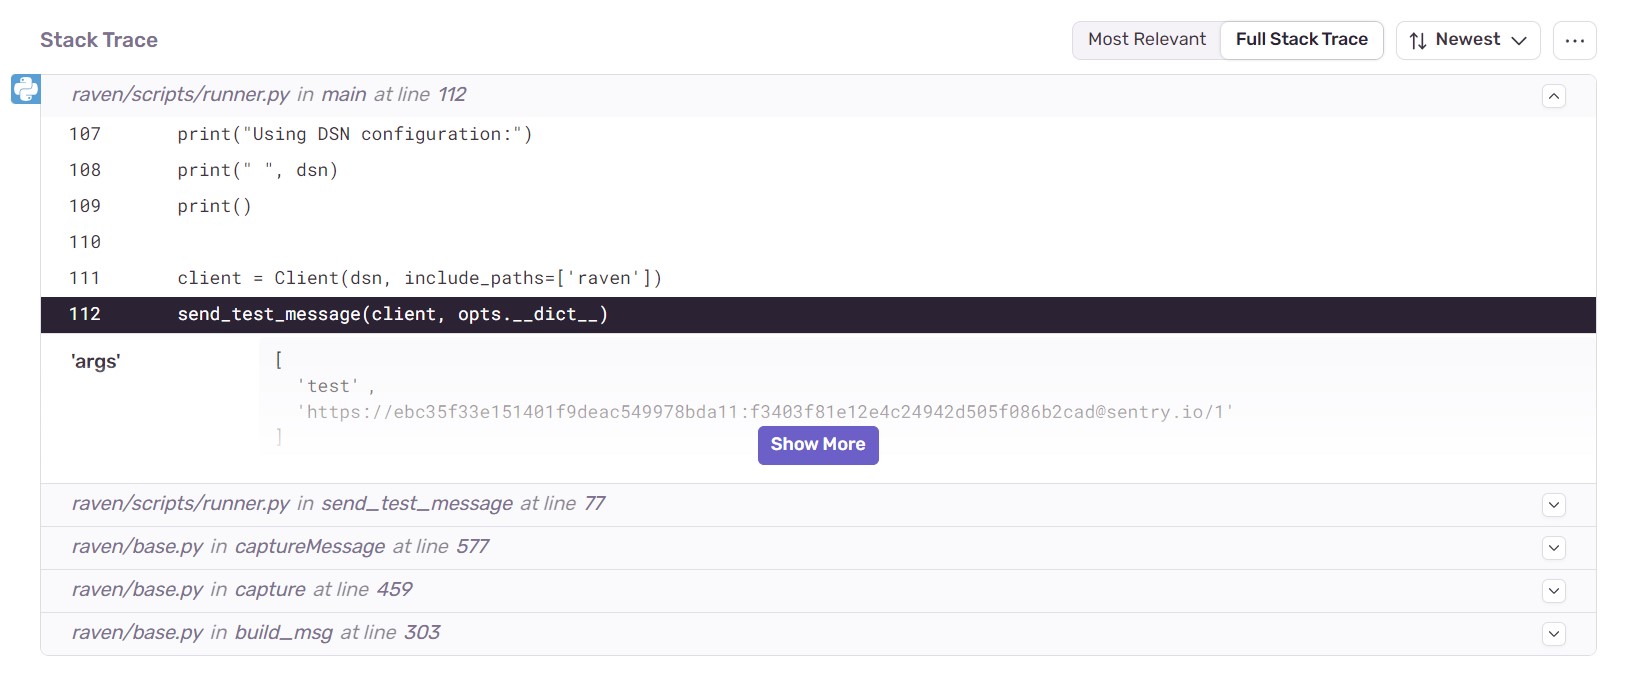 Stack Trace
Most Relevant Full Stack Trace Newest ...
raven/scripts/runner.py in main at line 112
107 print("Using DSN configuration:")
108 print(" ", dsn)
109 print()
110
111 client = Client(dsn, include_paths=['raven'])
112 send_test_message(client, opts.__dict__)
'args' [
'test' ,
'https://ebc35f33e151401f9deac549978bda11:f3403f81e12e4c24942d505f086b2cad@sentry.io/1'
]
Show More
raven/scripts/runner.py in send_test_message at line 77
raven/base.py in captureMessage at line 577
raven/base.py in capture at line 459
raven/base.py in build_msg at line 303